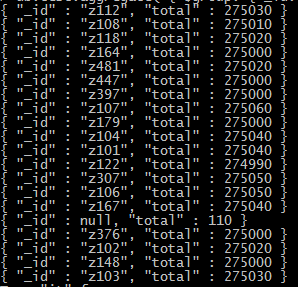 { "_id" : "z112", "total" : 275030 }
{ "_id" : "z108", "total" : 275010 }
{ "_id" : "z118", "total" : 275020 }
{ "_id" : "z164", "total" : 275000 }
{ "_id" : "z481", "total" : 275020 }
{ "_id" : "z447", "total" : 275000 }
{ "_id" : "z397", "total" : 275000 }
{ "_id" : "z107", "total" : 275060 }
{ "_id" : "z179", "total" : 275000 }
{ "_id" : "z104", "total" : 275040 }
{ "_id" : "z101", "total" : 275040 }
{ "_id" : "z122", "total" : 274990 }
{ "_id" : "z307", "total" : 275050 }
{ "_id" : "z106", "total" : 275050 }
{ "_id" : "z167", "total" : 275040 }
{ "_id" : null, "total" : 110 }
{ "_id" : "z376", "total" : 275000 }
{ "_id" : "z102", "total" : 275020 }
{ "_id" : "z148", "total" : 275000 }
{ "_id" : "z103", "total" : 275030 }